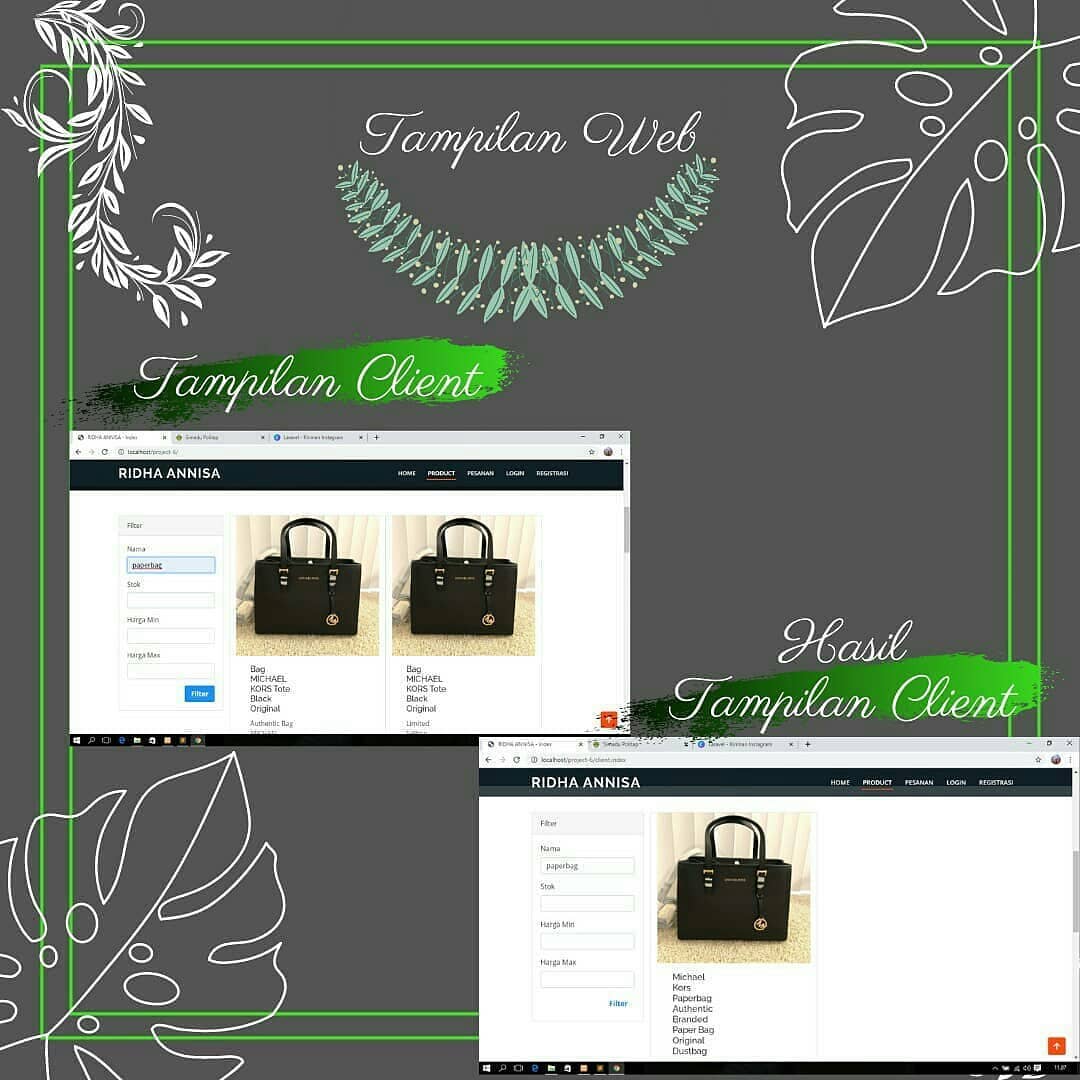 Tampilan Web
Tampilan Client
RIDHA ANNISA - Index
Simadu Poltap
Laravel - Kiriman Instagram
localhost/project-6/
RIDHA ANNISA
HOME PRODUCT PESANAN LOGIN REGISTRASI
Filter
Nama
paperbag
Stok
Harga Min
Harga Max
Filter
Bag
MICHAEL
KORS Tote
Black
Original
Authentic Bag
Bag
MICHAEL
KORS Tote
Black
Original
Limited
Hasil
Tampilan Client
RIDHA ANNISA - Index
Simadu Poltap
Laravel - Kiriman Instagram
localhost/project-6/client.index
RIDHA ANNISA
HOME PRODUCT PESANAN LOGIN REGISTRASI
Filter
Nama
paperbag
Stok
Harga Min
Harga Max
Filter
Michael
Kors
Paperbag
Authentic
Branded
Paper Bag
Original
Dustbag
11.07